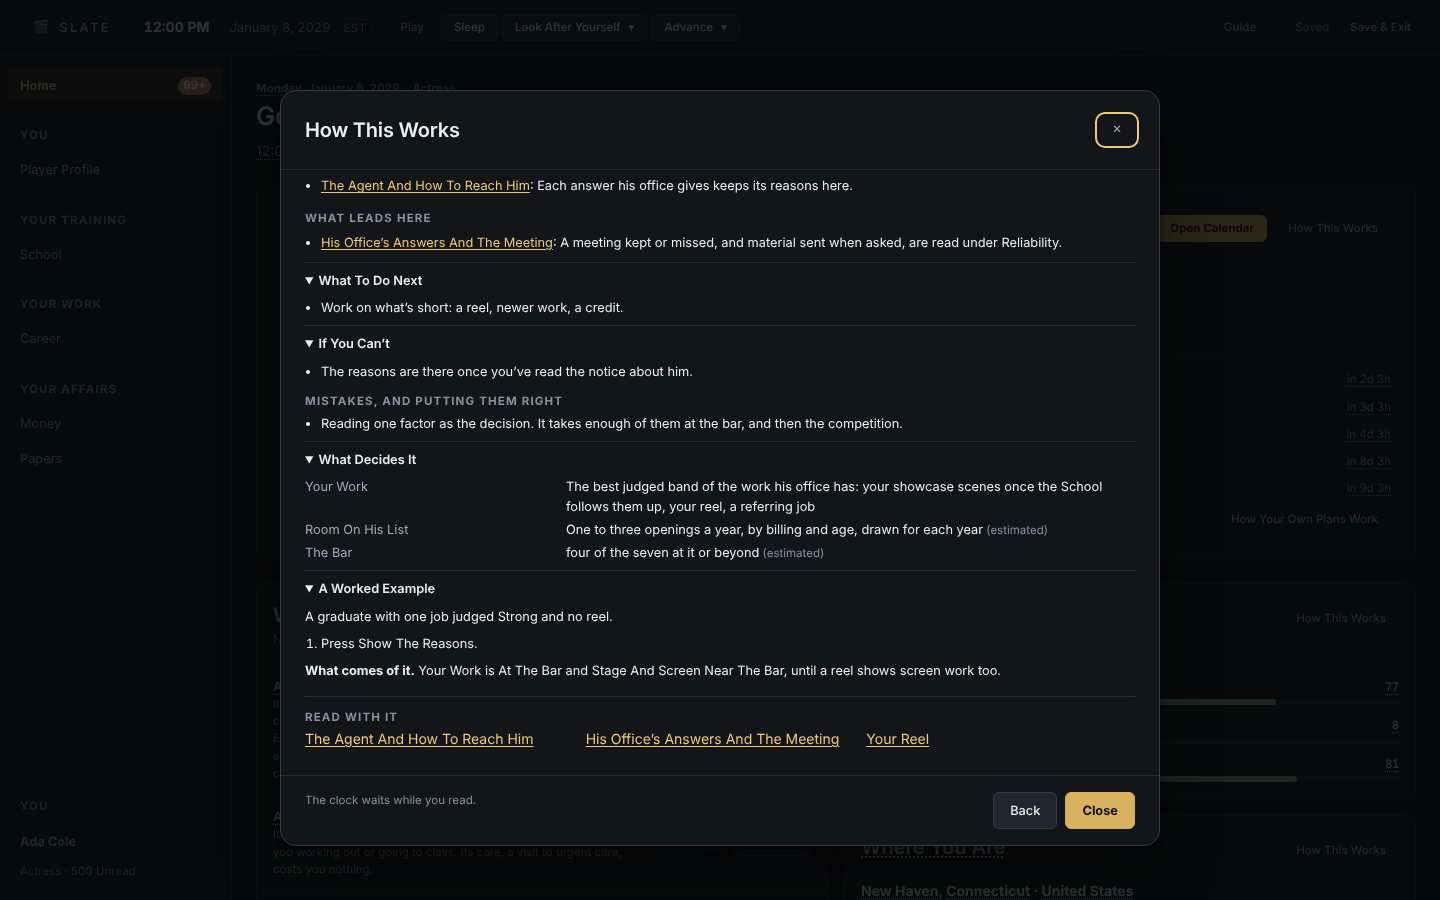 SLATE
12:00 PM
January 8, 2029 EST
Play
Sleep
Look After Yourself ▾
Advance ▾
Guide
Saved
Save & Exit
Home
99+
YOU
Player Profile
YOUR TRAINING
School
YOUR WORK
Career
YOUR AFFAIRS
Money
Papers
YOU
Ada Cole
Actress · 500 Unread
Monday, January 8, 2029 · Actress
How This Works
×
• The Agent And How To Reach Him: Each answer his office gives keeps its reasons here.
WHAT LEADS HERE
• His Office’s Answers And The Meeting: A meeting kept or missed, and material sent when asked, are read under Reliability.
▼ What To Do Next
• Work on what’s short: a reel, newer work, a credit.
▼ If You Can’t
• The reasons are there once you’ve read the notice about him.
MISTAKES, AND PUTTING THEM RIGHT
• Reading one factor as the decision. It takes enough of them at the bar, and then the competition.
▼ What Decides It
Your Work
The best judged band of the work his office has: your showcase scenes once the School
follows them up, your reel, a referring job
Room On His List
One to three openings a year, by billing and age, drawn for each year (estimated)
The Bar
four of the seven at it or beyond (estimated)
▼ A Worked Example
A graduate with one job judged Strong and no reel.
1. Press Show The Reasons.
What comes of it. Your Work is At The Bar and Stage And Screen Near The Bar, until a reel shows screen work too.
READ WITH IT
The Agent And How To Reach Him
His Office’s Answers And The Meeting
Your Reel
The clock waits while you read.
Back
Close
Open Calendar
How This Works
in 2d 3h
in 3d 3h
in 4d 3h
in 8d 3h
in 9d 3h
How Your Own Plans Work
How This Works
77
8
81
you working out or going to class. Its care, a visit to urgent care,
costs you nothing.
Where You Are
How This Works
New Haven, Connecticut · United States